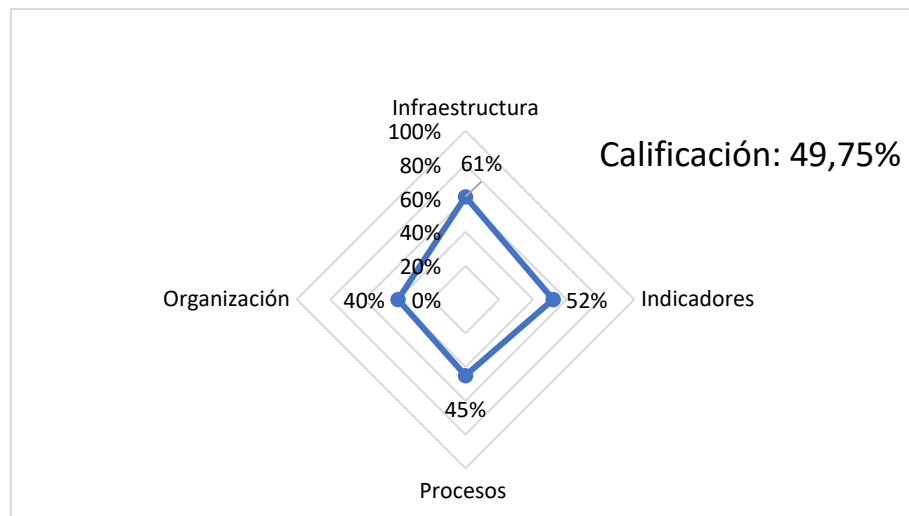 Infraestructura
100%
Calificación: 49,75%
80%
61%
60%
40%
20%
Organización
40%
0%
52%
Indicadores
45%
Procesos